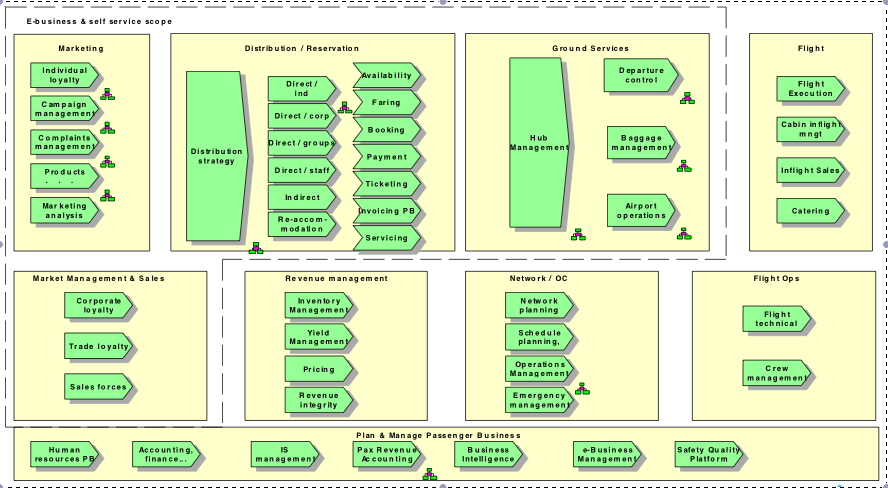 E-business & self service scope
Marketing
Individual
loyalty
Campaign
management
Complaints
management
Products
Marketing
analysis
Distribution / Reservation
Distribution
strategy
Direct /
ind
Direct / corp
Direct / groups
Direct / staff
Indirect
Re-accom-
modation
Availability
Faring
Booking
Payment
Ticketing
Invoicing PB
Servicing
Ground Services
Hub
Management
Departure
control
Baggage
management
Airport
operations
Flight
Flight
Execution
Cabin inflight
mngt
Inflight Sales
Catering
Market Management & Sales
Corporate
loyalty
Trade loyalty
Sales forces
Revenue management
Inventory
Management
Yield
Management
Pricing
Revenue
integrity
Network / OC
Network
planning
Schedule
planning,
Operations
Management
Emergency
management
Flight Ops
Flight
technical
Crew
management
Plan & Manage Passenger Business
Human
resources PB
Accounting,
finance...
IS
management
Pax Revenue
Accounting
Business
Intelligence
e-Business
Management
Safety Quality
Platform